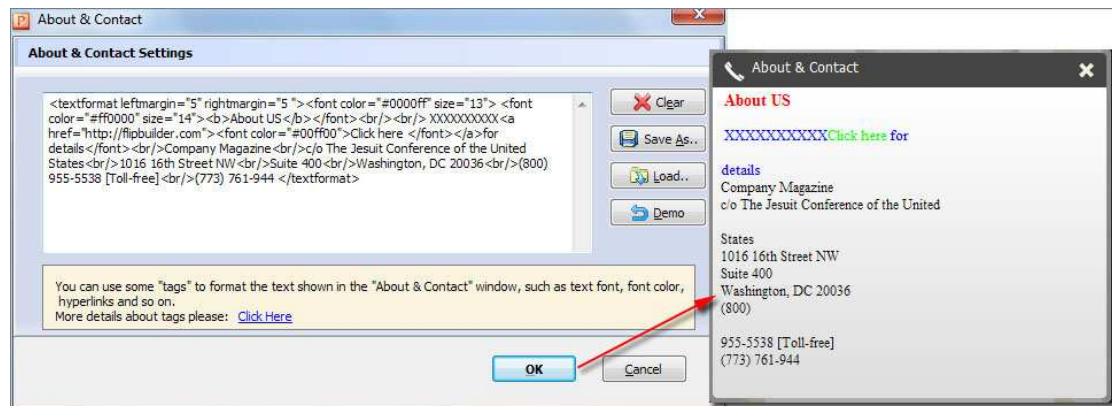 About & Contact
About & Contact Settings
<textformat leftmargin="5" rightmargin="5 "><font color="#0000ff" size="13"> <font
color="#ff0000" size="14"><b>About US</b></font><br/><br/> XXXXXXXXXX<a
href="http://flipbuilder.com"><font color="#00ff00">Click here </font></a>for
details</font><br/>Company Magazine<br/>c/o The Jesuit Conference of the United
States<br/>1016 16th Street NW<br/>Suite 400<br/>Washington, DC 20036<br/>(800)
955-5538 [Toll-free]<br/>(773) 761-944 </textformat>
Clear
Save As..
Load..
Demo
You can use some "tags" to format the text shown in the "About & Contact" window, such as text font, font color,
hyperlinks and so on.
More details about tags please: Click Here
OK
Cancel
About & Contact
About US
XXXXXXXXXXClick here for
details
Company Magazine
c/o The Jesuit Conference of the United
States
1016 16th Street NW
Suite 400
Washington, DC 20036
(800)
955-5538 [Toll-free]
(773) 761-944